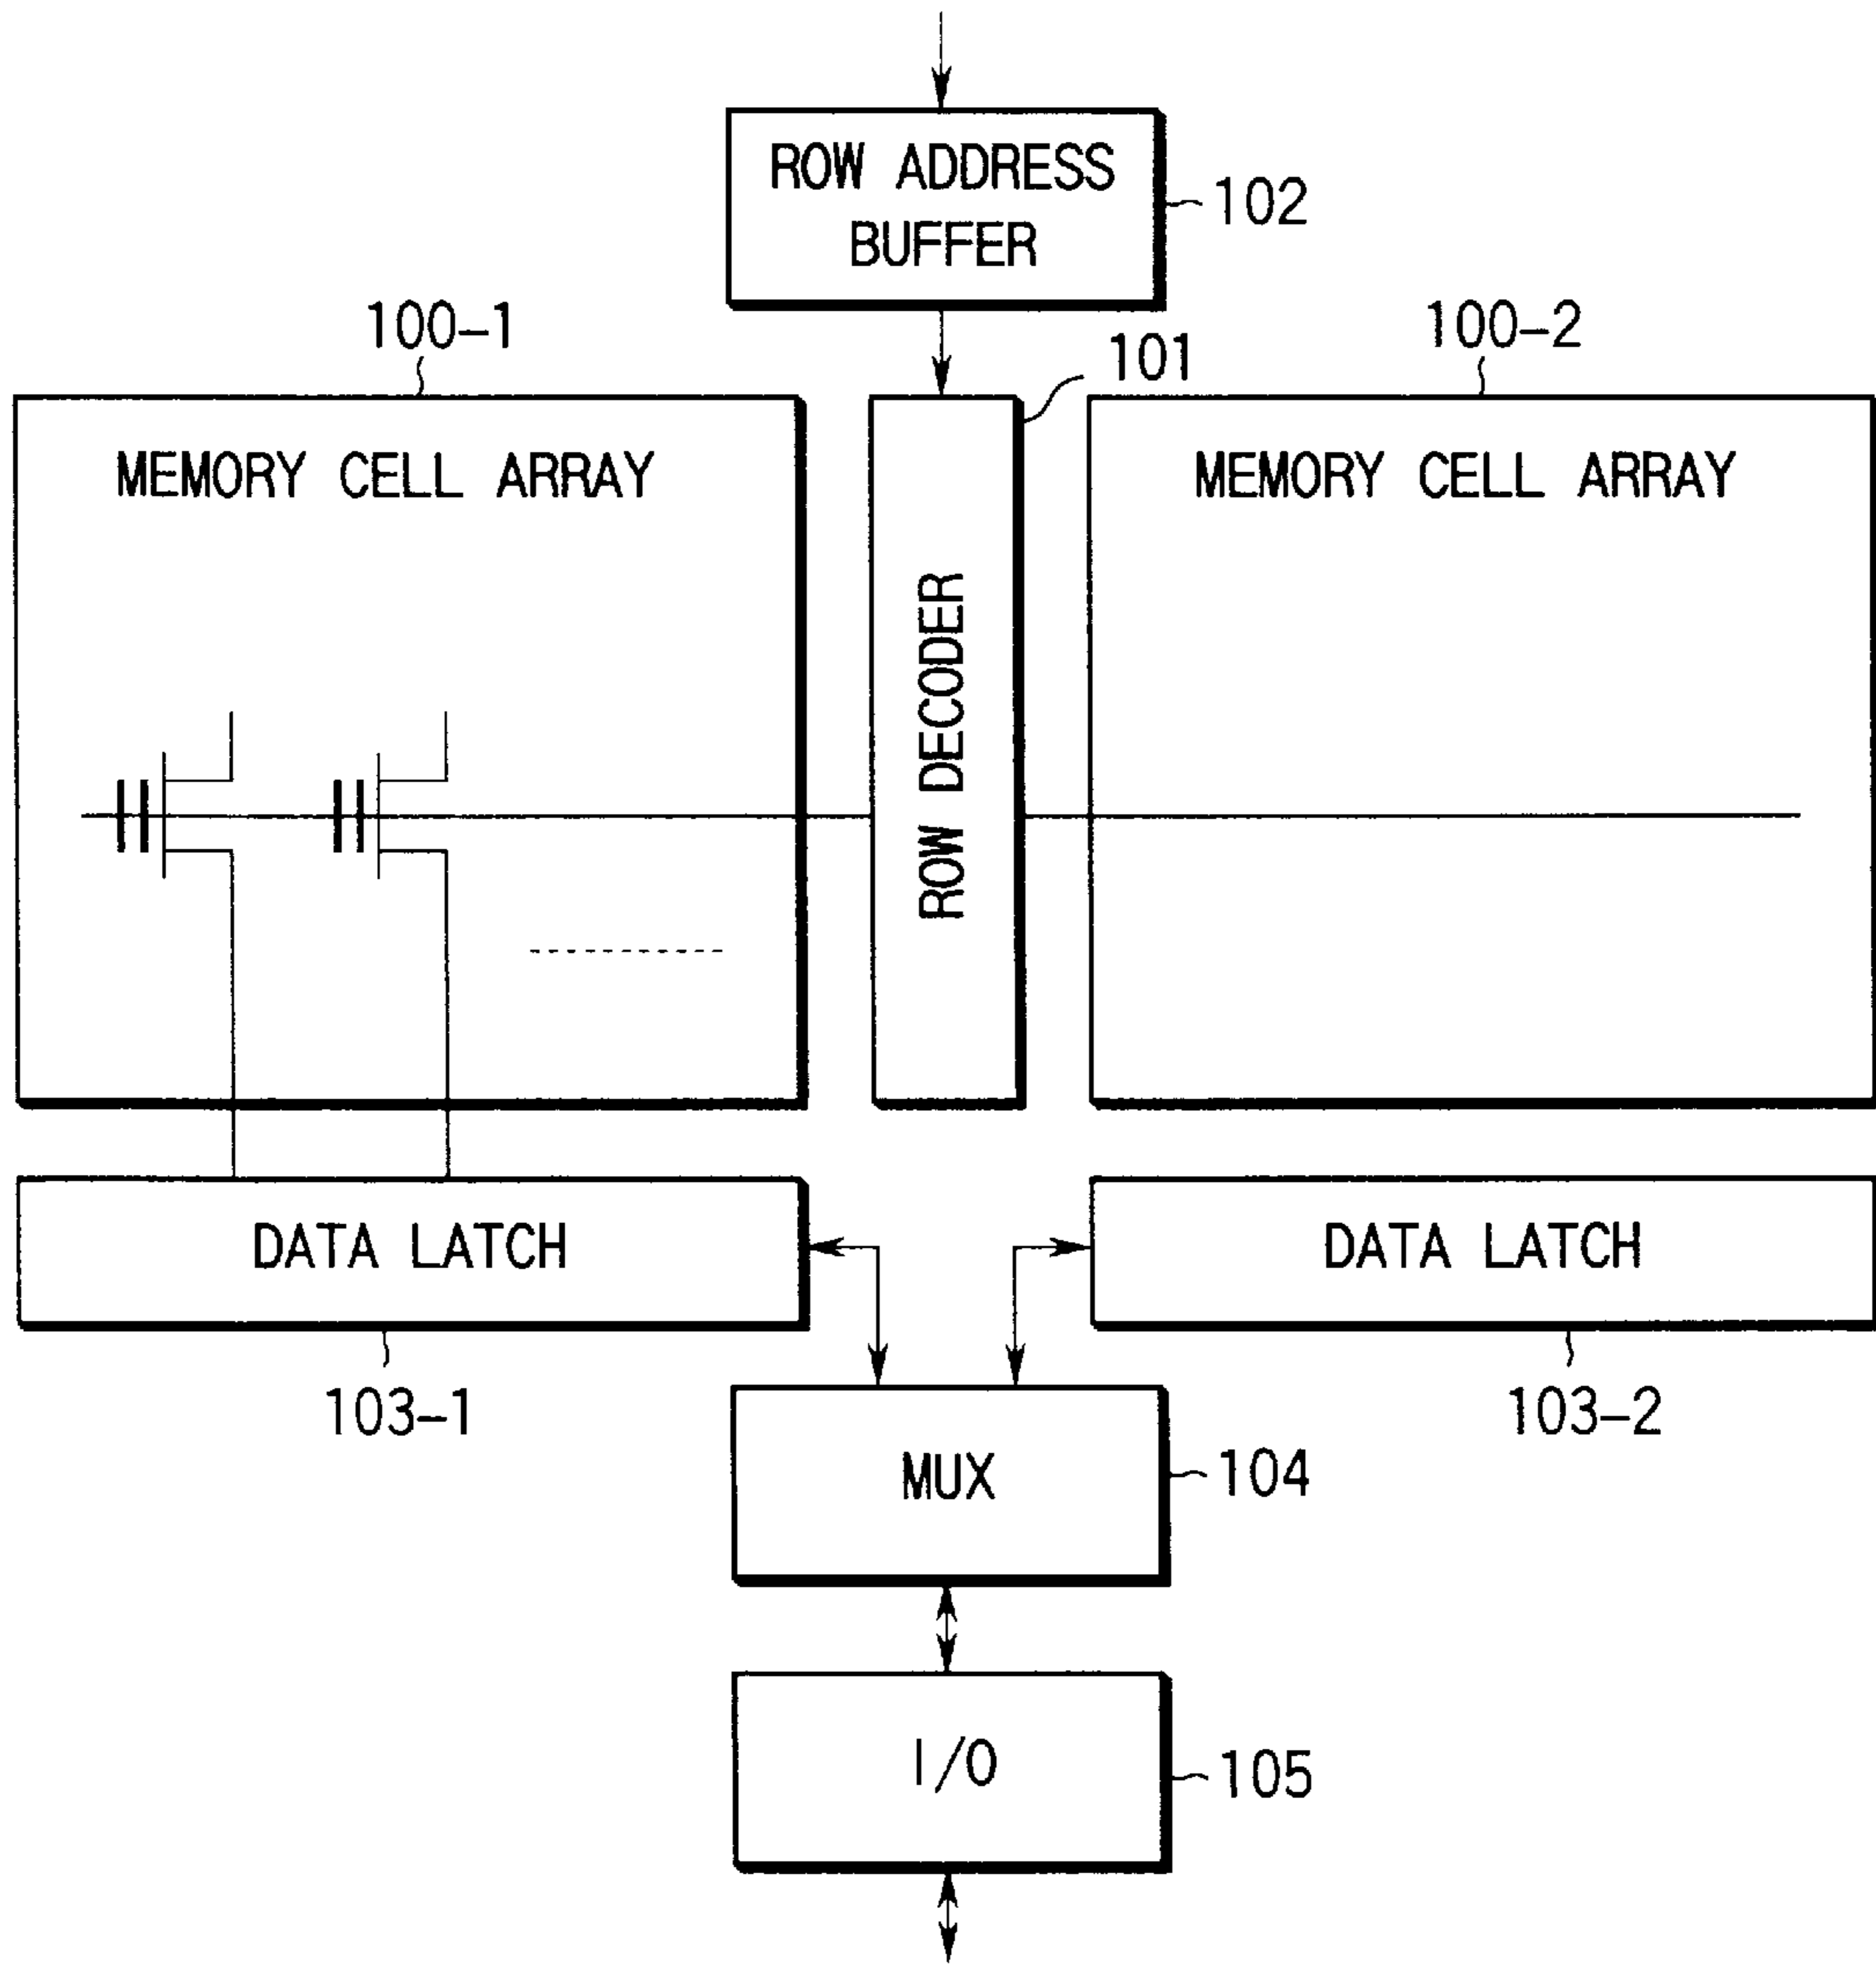 ROW ADDRESS
BUFFER
102
100-1
101
100-2
MEMORY CELL ARRAY
MEMORY CELL ARRAY
ROW DECODER
DATA LATCH
DATA LATCH
103-1
103-2
MUX
104
I/O
105